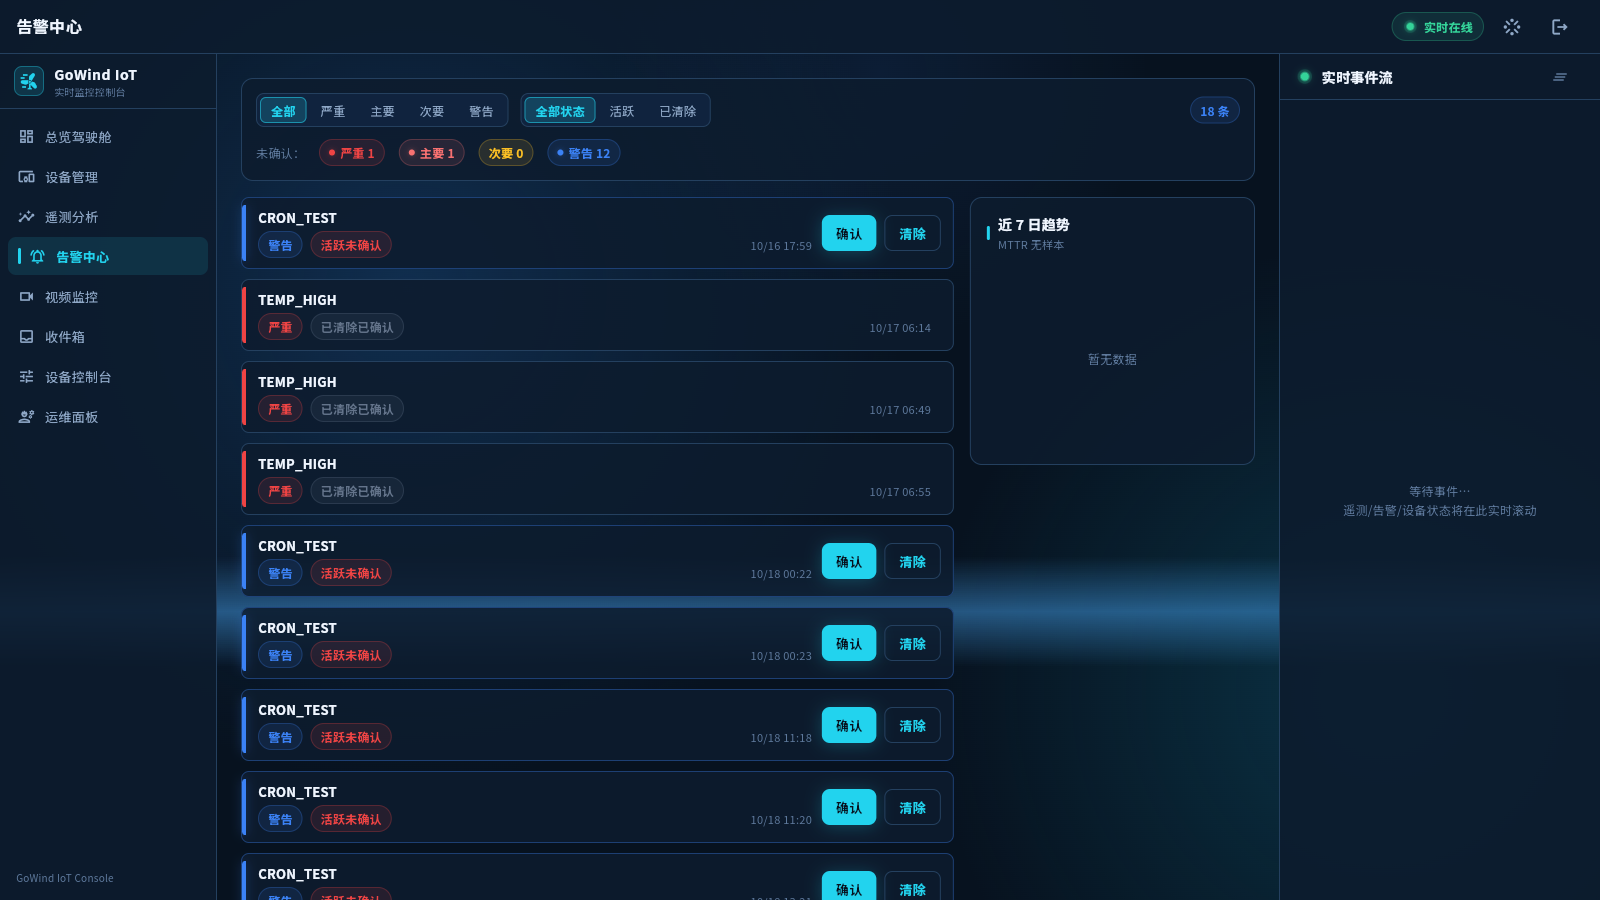 告警中心
实时在线
GoWind IoT
实时监控控制台
总览驾驶舱
设备管理
遥测分析
告警中心
视频监控
收件箱
设备控制台
运维面板
GoWind IoT Console
全部 严重 主要 次要 警告 全部状态 活跃 已清除 18 条
未确认: 严重 1 主要 1 次要 0 警告 12
CRON_TEST
警告 活跃未确认 10/16 17:59 确认 清除
TEMP_HIGH
严重 已清除已确认 10/17 06:14
TEMP_HIGH
严重 已清除已确认 10/17 06:49
TEMP_HIGH
严重 已清除已确认 10/17 06:55
CRON_TEST
警告 活跃未确认 10/18 00:22 确认 清除
CRON_TEST
警告 活跃未确认 10/18 00:23 确认 清除
CRON_TEST
警告 活跃未确认 10/18 11:18 确认 清除
CRON_TEST
警告 活跃未确认 10/18 11:20 确认 清除
CRON_TEST
警告 活跃未确认 确认 清除
近 7 日趋势
MTTR 无样本
暂无数据
实时事件流
等待事件…
遥测/告警/设备状态将在此实时滚动